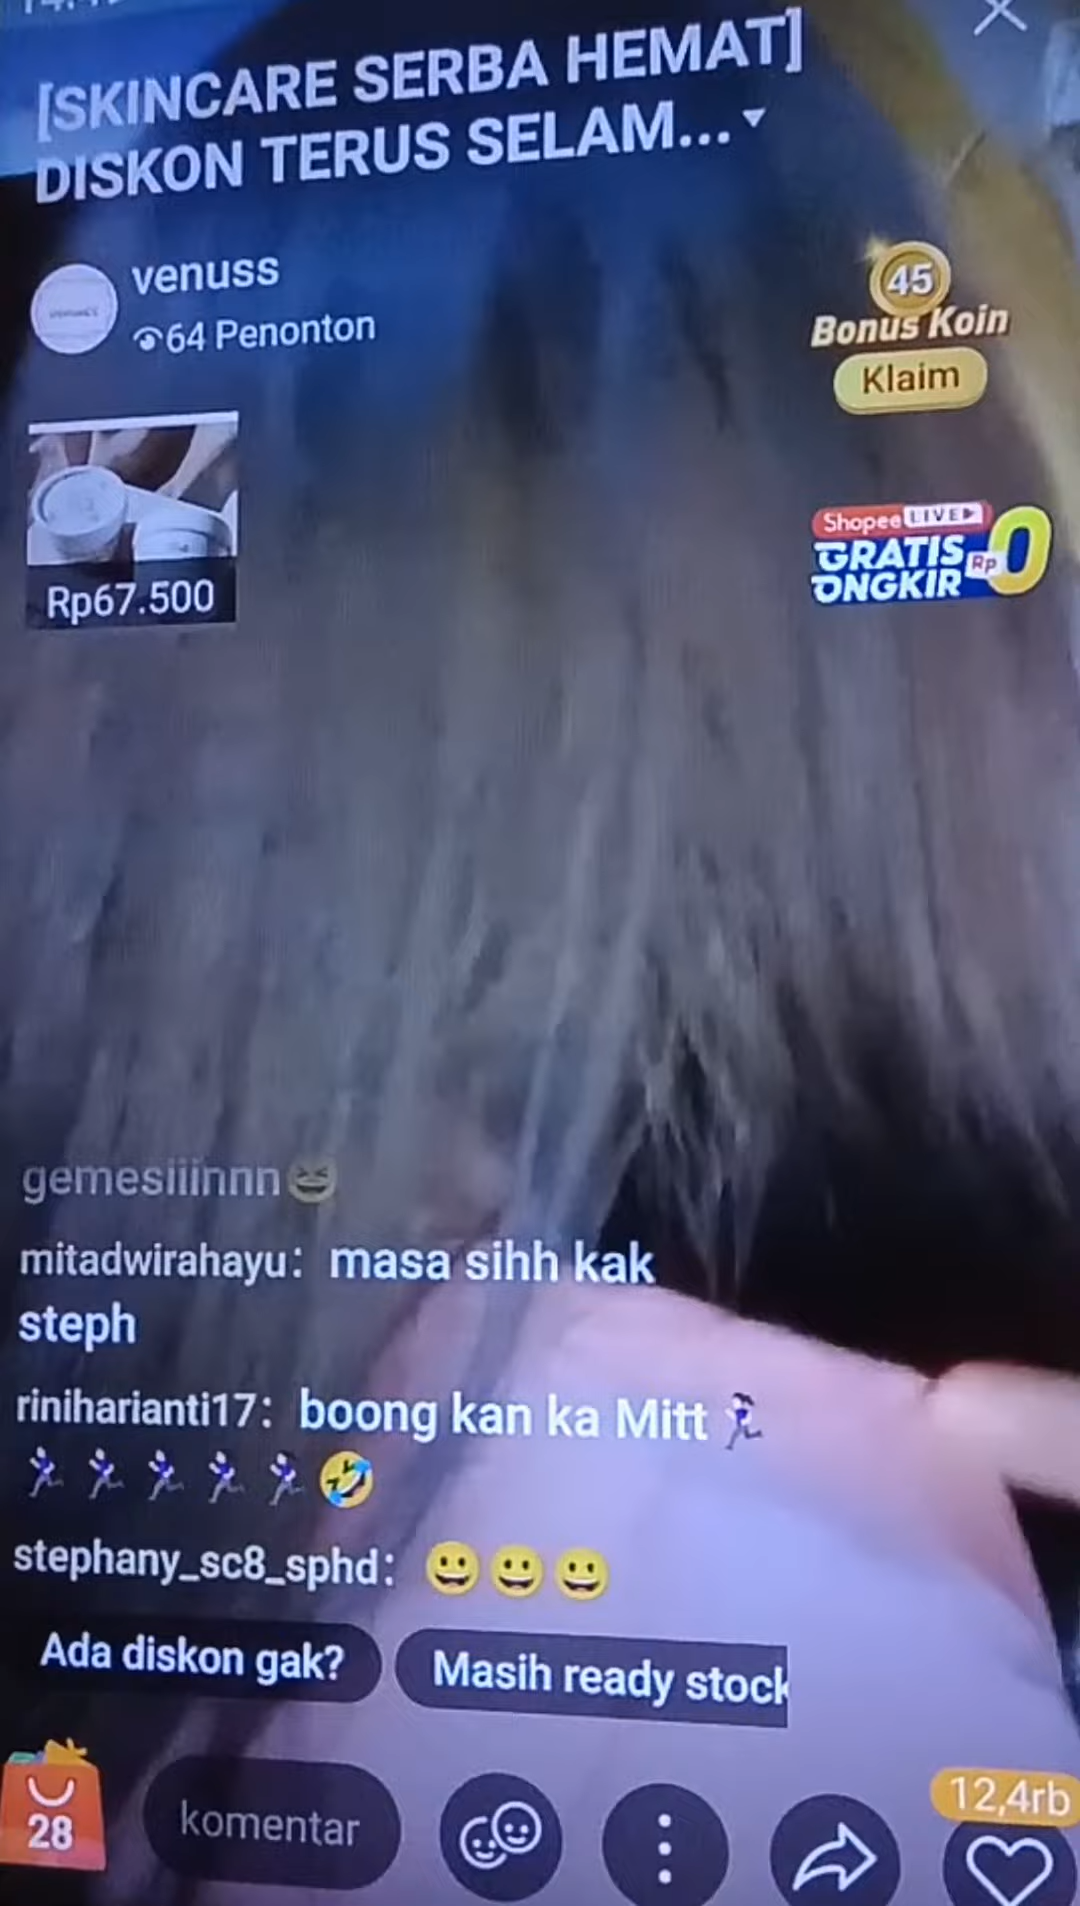 [SKINCARE SERBA HEMAT]
DISKON TERUS SELAM...
venuss
64 Penonton
45
Bonus Koin
Klaim
Rp67.500
Shopee LIVE
GRATIS
ONGKIR
Rp0
gemesiiinnn😆
mitadwirahayu: masa sihh kak
steph
riniharianti17: boong kan ka Mitt🏃
🏃🏃🏃🏃🏃🤣
stephany_sc8_sphd: 😀😀😀
Ada diskon gak?
Masih ready stock
28
komentar
12,4rb